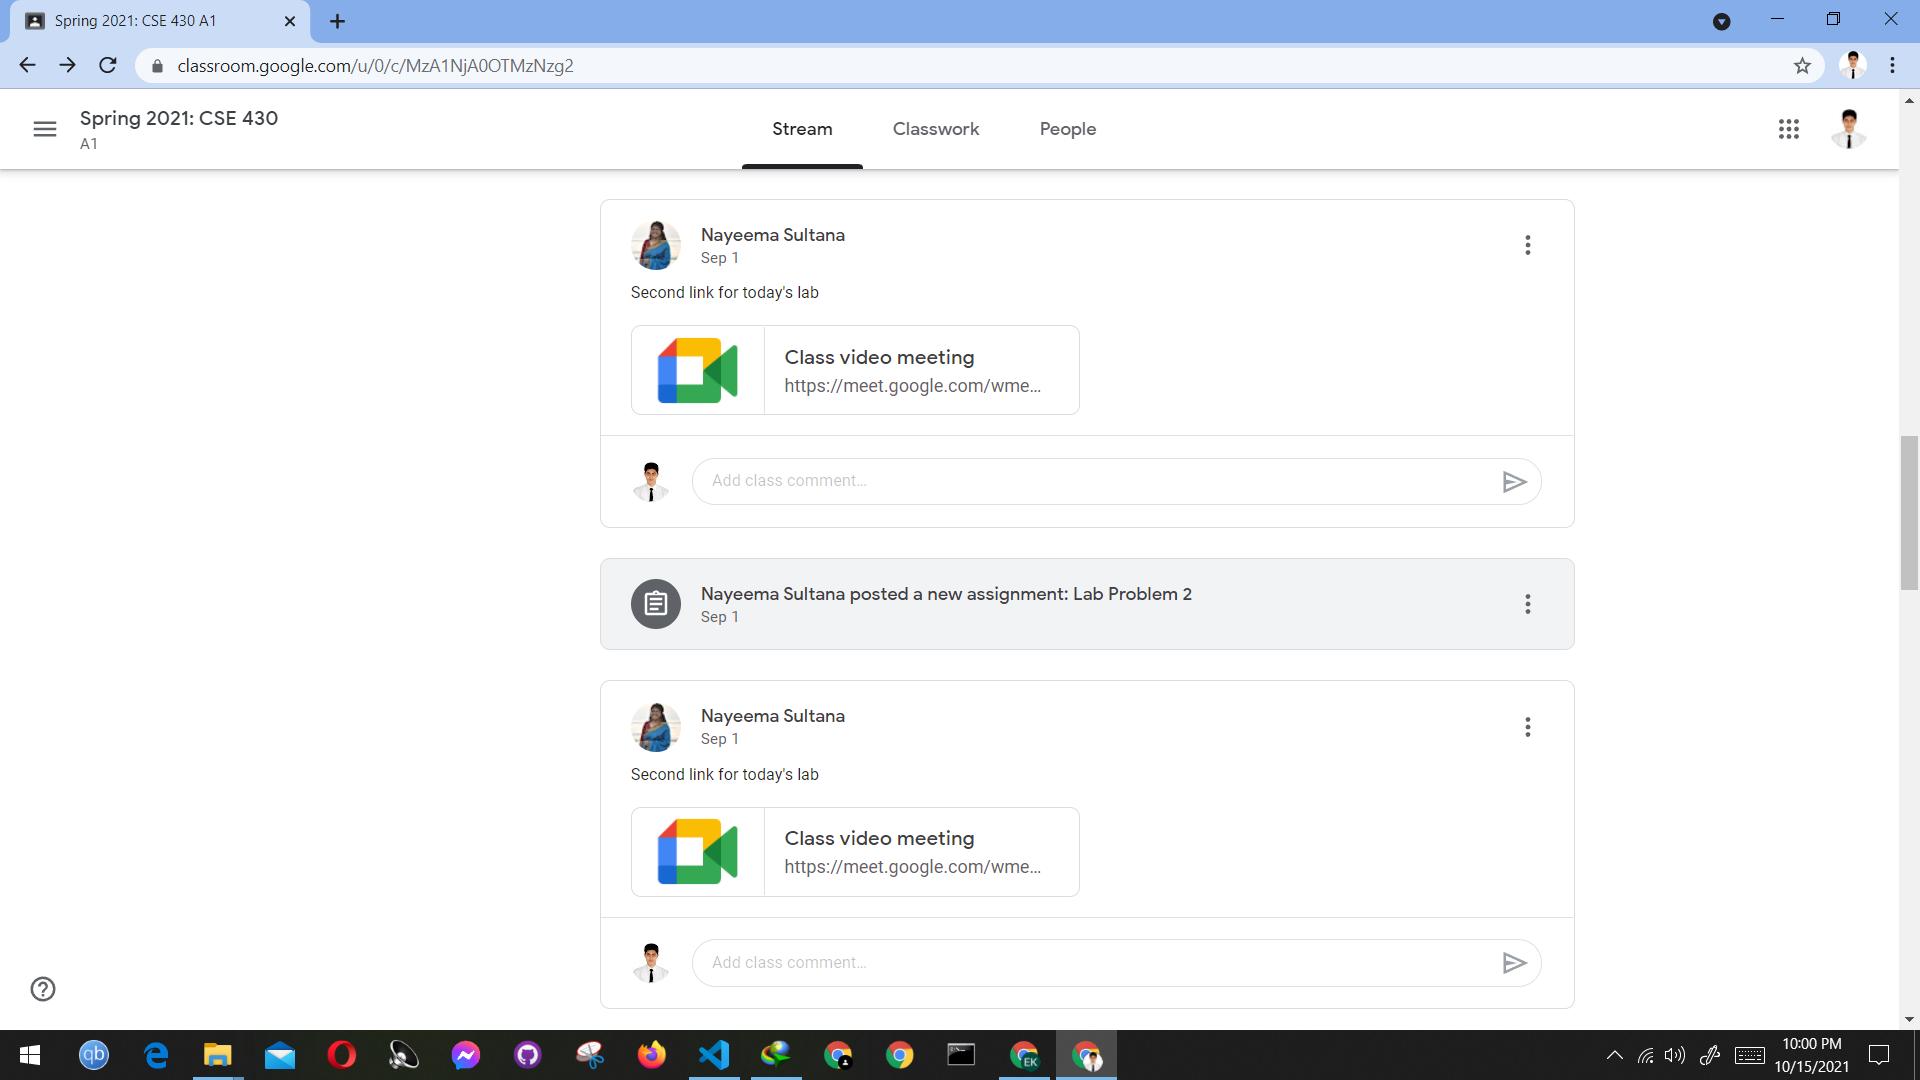 Spring 2021: CSE 430 A1
classroom.google.com/u/0/c/MzA1NjA0OTMzNzg2
Spring 2021: CSE 430
A1
Stream
Classwork
People
Nayeema Sultana
Sep 1
Second link for today's lab
Class video meeting
https://meet.google.com/wme...
Add class comment...
Nayeema Sultana posted a new assignment: Lab Problem 2
Sep 1
Nayeema Sultana
Sep 1
Second link for today's lab
Class video meeting
https://meet.google.com/wme...
Add class comment...
qb
EK
10:00 PM
10/15/2021